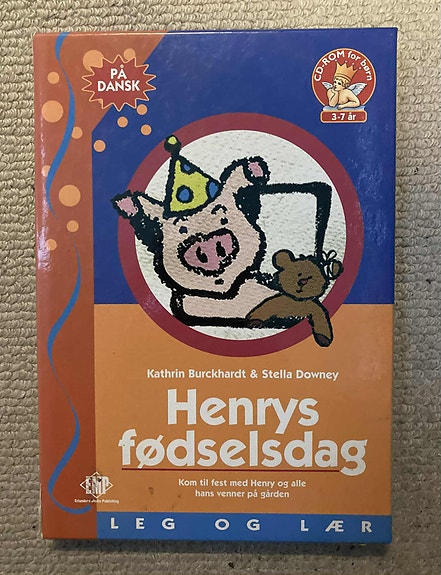 PÅ
DANSK
CD-ROM for børn
3-7 år
Kathrin Burckhardt & Stella Downey
Henrys
fødselsdag
Kom til fest med Henry og alle
hans venner på gården
LEG OG LÆR